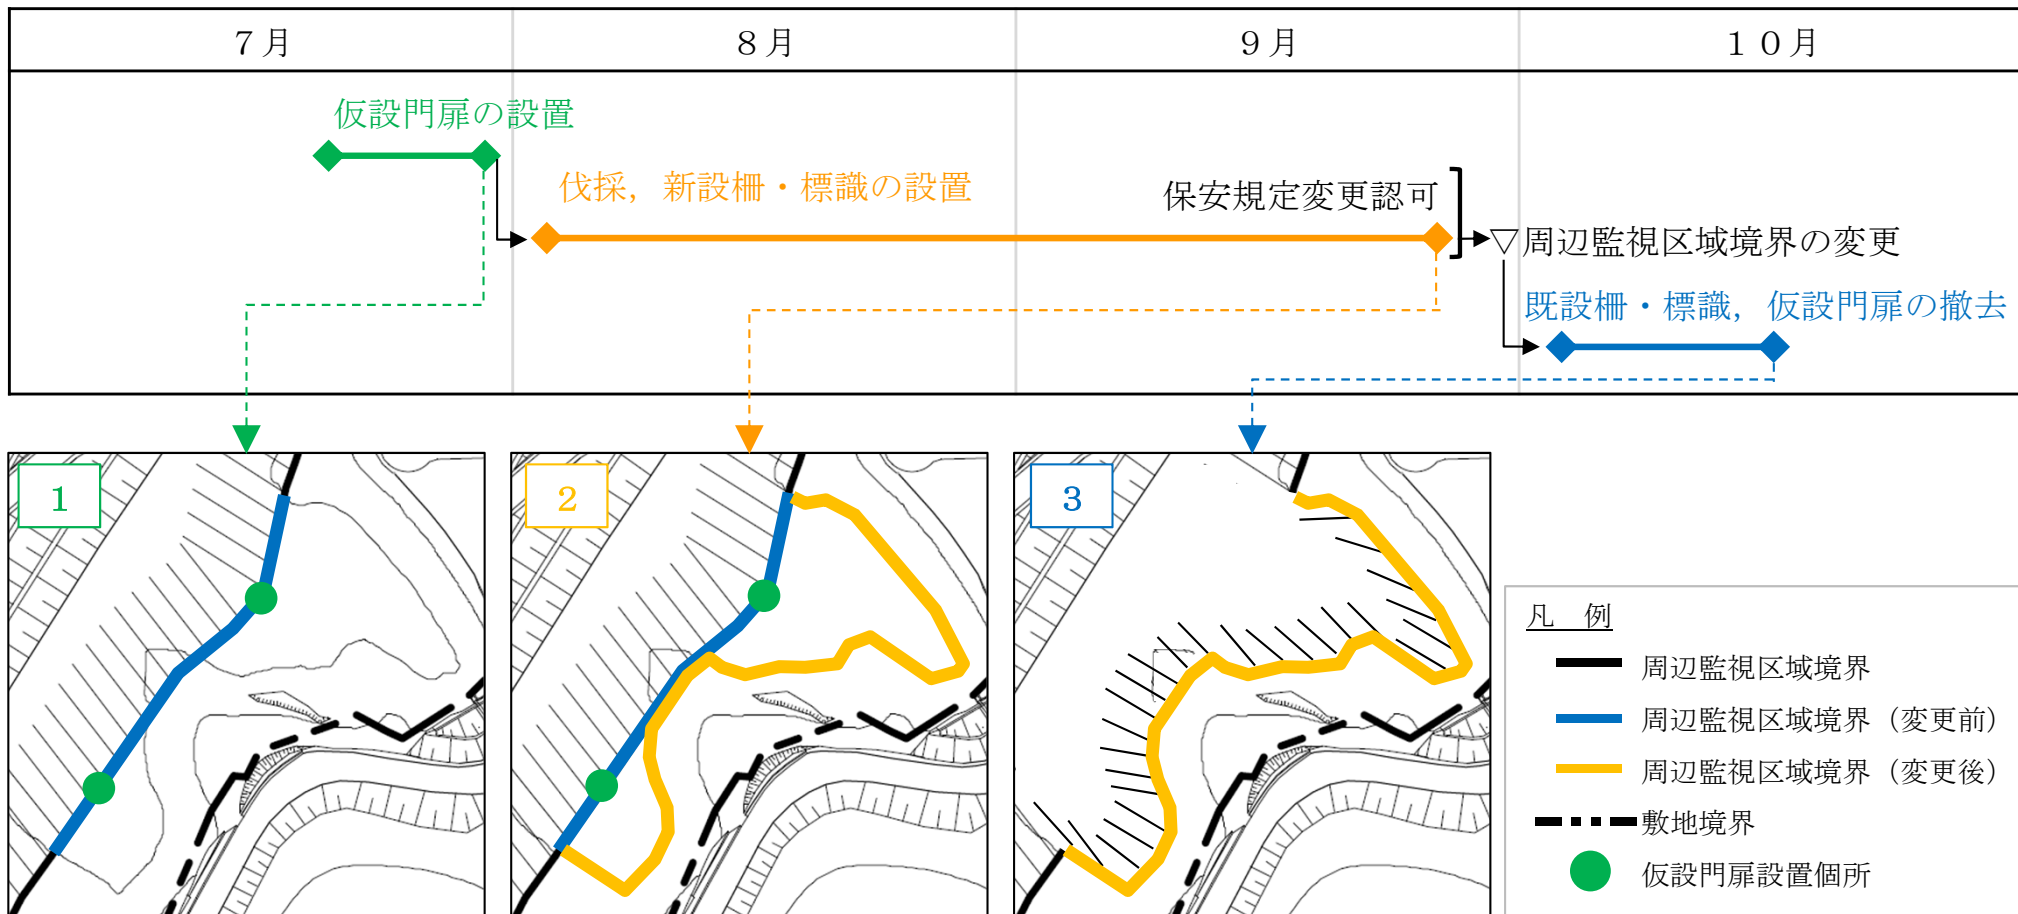 ７月
８月
９月
１０月
仮設門扉の設置
伐採，新設柵・標識の設置
保安規定変更認可
▽周辺監視区域境界の変更
既設柵・標識，仮設門扉の撤去
1
2
3
凡　例
周辺監視区域境界
周辺監視区域境界（変更前）
周辺監視区域境界（変更後）
敷地境界
仮設門扉設置個所